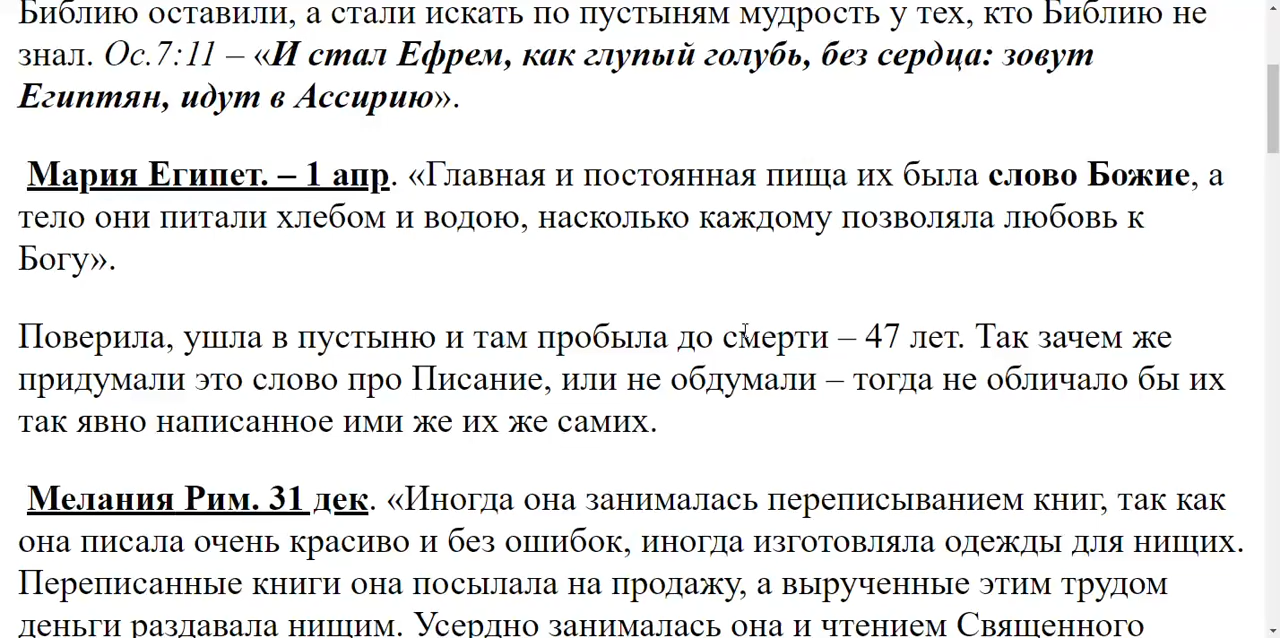 Библию оставили, а стали искать по пустыням мудрость у тех, кто Библию не
знал. Ос.7:11 – «И стал Ефрем, как глупый голубь, без сердца: зовут
Египтян, идут в Ассирию».
Мария Египет. – 1 апр. «Главная и постоянная пища их была слово Божие, а
тело они питали хлебом и водою, насколько каждому позволяла любовь к
Богу».
Поверила, ушла в пустыню и там пробыла до смерти – 47 лет. Так зачем же
придумали это слово про Писание, или не обдумали – тогда не обличало бы их
так явно написанное ими же их же самих.
Мелания Рим. 31 дек. «Иногда она занималась переписыванием книг, так как
она писала очень красиво и без ошибок, иногда изготовляла одежды для нищих.
Переписанные книги она посылала на продажу, а вырученные этим трудом
деньги раздавала нищим. Усердно занималась она и чтением Священного